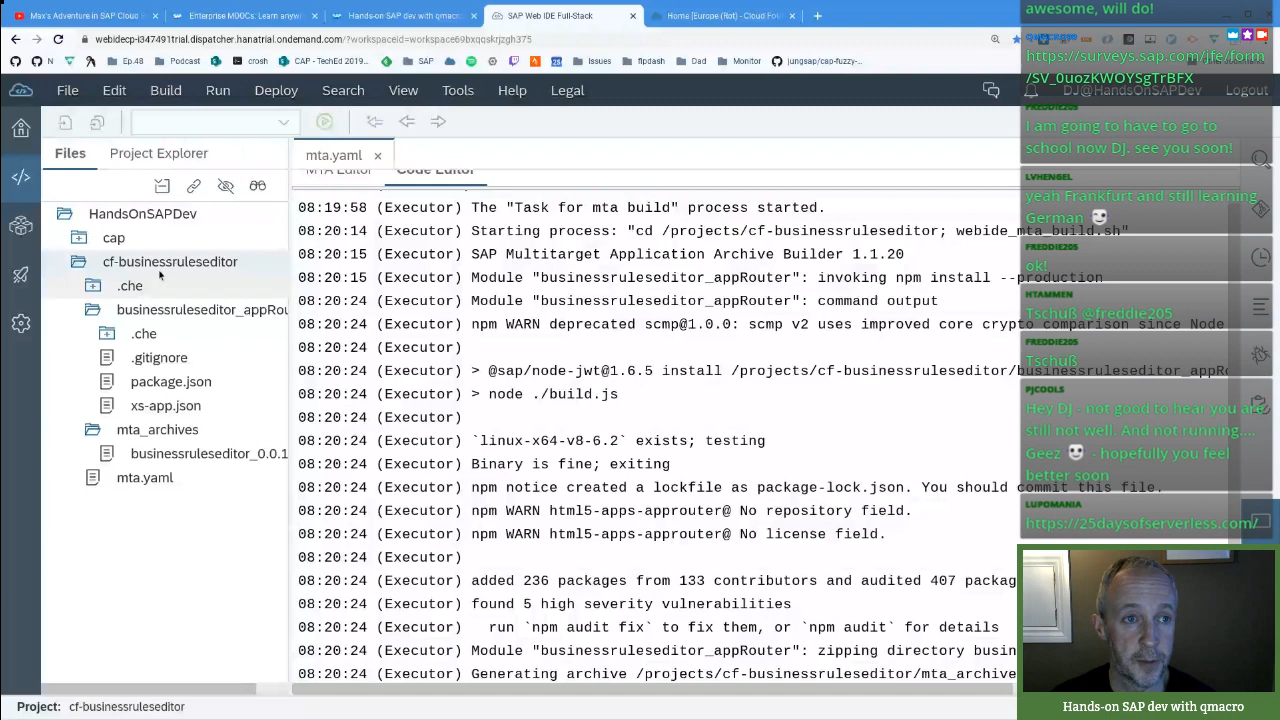 Max's Adventure in SAP Cloud P
Enterprise MOOCs: Learn anywh
Hands-on SAP dev with qmacro
SAP Web IDE Full-Stack
Home [Europe (Rot) - Cloud Fo
webidecp-i347491trial.dispatcher.hanatrial.ondemand.com/?workspaceid=workspace69bxqqskrjzgh375
N
Ep.48
Podcast
crosh
CAP - TechEd 2019...
SAP
Issues
flpdash
Dad
Monitor
jungsap/cap-fuzzy-...
File
Edit
Build
Run
Deploy
Search
View
Tools
Help
Legal
DJ@HandsOnSAPDev
Logout
Files
Project Explorer
mta.yaml
MTA Editor
Code Editor
HandsOnSAPDev
cap
cf-businessruleseditor
.che
businessruleseditor_appRou
.che
.gitignore
package.json
xs-app.json
mta_archives
businessruleseditor_0.0.1
mta.yaml
08:19:58 (Executor) The "Task for mta build" process started.
08:20:14 (Executor) Starting process: "cd /projects/cf-businessruleseditor; webide_mta_build.sh"
08:20:15 (Executor) SAP Multitarget Application Archive Builder 1.1.20
08:20:15 (Executor) Module "businessruleseditor_appRouter": invoking npm install --production
08:20:24 (Executor) Module "businessruleseditor_appRouter": command output
08:20:24 (Executor) npm WARN deprecated scmp@1.0.0: scmp v2 uses improved core crypto comparison since Node
08:20:24 (Executor)
08:20:24 (Executor) > @sap/node-jwt@1.6.5 install /projects/cf-businessruleseditor/businessruleseditor_appRo
08:20:24 (Executor) > node ./build.js
08:20:24 (Executor)
08:20:24 (Executor) `linux-x64-v8-6.2` exists; testing
08:20:24 (Executor) Binary is fine; exiting
08:20:24 (Executor) npm notice created a lockfile as package-lock.json. You should commit this file.
08:20:24 (Executor) npm WARN html5-apps-approuter@ No repository field.
08:20:24 (Executor) npm WARN html5-apps-approuter@ No license field.
08:20:24 (Executor)
08:20:24 (Executor) added 236 packages from 133 contributors and audited 407 packag
08:20:24 (Executor) found 5 high severity vulnerabilities
08:20:24 (Executor) run `npm audit fix` to fix them, or `npm audit` for details
08:20:24 (Executor) Module "businessruleseditor_appRouter": zipping directory busin
08:20:24 (Executor) Generating archive /projects/cf-businessruleseditor/mta_archive
Project: cf-businessruleseditor
awesome, will do!
https://surveys.sap.com/jfe/form
/SV_0uozKWOYSgTrBFX
FREDDIE205
I am going to have to go to
school now DJ. see you soon!
LVHENGEL
yeah Frankfurt and still learning
German
FREDDIE205
ok!
HTAMMEN
Tschuß @freddie205
FREDDIE205
Tschuß
PJCOOLS
Hey DJ - not good to hear you are
still not well. And not running....
Geez - hopefully you feel
better soon
LUPOMANIA
https://25daysofserverless.com/
Hands-on SAP dev with qmacro